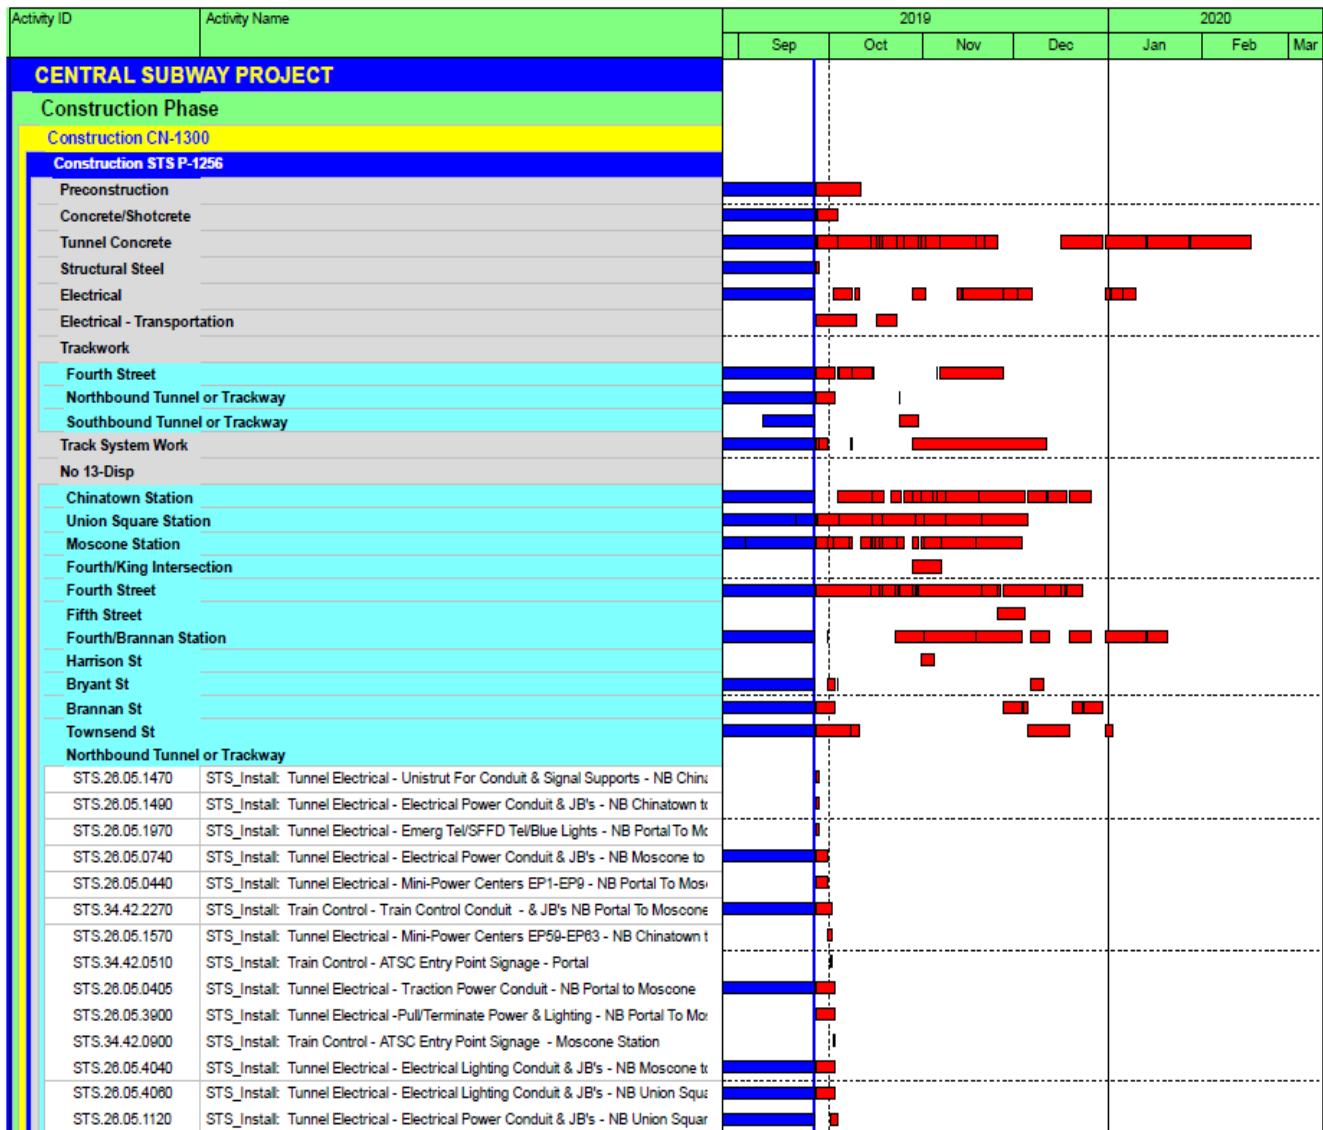 Activity ID Activity Name 2019 2020
Sep Oct Nov Dec Jan Feb Mar
CENTRAL SUBWAY PROJECT
Construction Phase
Construction CN-1300
Construction STS P-1256
Preconstruction
Concrete/Shotcrete
Tunnel Concrete
Structural Steel
Electrical
Electrical - Transportation
Trackwork
Fourth Street
Northbound Tunnel or Trackway
Southbound Tunnel or Trackway
Track System Work
No 13-Disp
Chinatown Station
Union Square Station
Moscone Station
Fourth/King Intersection
Fourth Street
Fifth Street
Fourth/Brannan Station
Harrison St
Bryant St
Brannan St
Townsend St
Northbound Tunnel or Trackway
STS.26.05.1470 STS_Install: Tunnel Electrical - Unistrut For Conduit & Signal Supports - NB China
STS.26.05.1490 STS_Install: Tunnel Electrical - Electrical Power Conduit & JB's - NB Chinatown to
STS.26.05.1970 STS_Install: Tunnel Electrical - Emerg Tel/SFFD Tel/Blue Lights - NB Portal To Mo
STS.26.05.0740 STS_Install: Tunnel Electrical - Electrical Power Conduit & JB's - NB Moscone to
STS.26.05.0440 STS_Install: Tunnel Electrical - Mini-Power Centers EP1-EP9 - NB Portal To Mos
STS.34.42.2270 STS_Install: Train Control - Train Control Conduit - & JB's NB Portal To Moscone
STS.26.05.1570 STS_Install: Tunnel Electrical - Mini-Power Centers EP59-EP63 - NB Chinatown t
STS.34.42.0510 STS_Install: Train Control - ATSC Entry Point Signage - Portal
STS.26.05.0405 STS_Install: Tunnel Electrical - Traction Power Conduit - NB Portal to Moscone
STS.26.05.3900 STS_Install: Tunnel Electrical -Pull/Terminate Power & Lighting - NB Portal To Mo
STS.34.42.0900 STS_Install: Train Control - ATSC Entry Point Signage - Moscone Station
STS.26.05.4040 STS_Install: Tunnel Electrical - Electrical Lighting Conduit & JB's - NB Moscone to
STS.26.05.4060 STS_Install: Tunnel Electrical - Electrical Lighting Conduit & JB's - NB Union Squa
STS.26.05.1120 STS_Install: Tunnel Electrical - Electrical Power Conduit & JB's - NB Union Squar